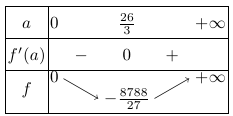 a 0 26/3 +∞
f′(a) − 0 +
f 0 −8788/27 +∞